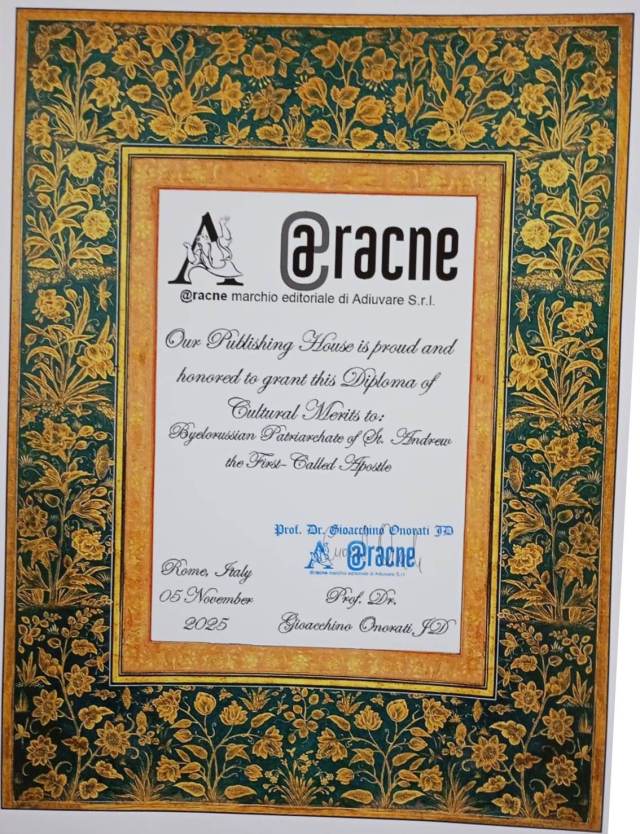 A @racne
@racne marchio editoriale di Adiuvare S.r.l.
Our Publishing House is proud and
honored to grant this Diploma of
Cultural Merits to:
Byelorussian Patriarchate of St. Andrew
the First-Called Apostle
Prof. Dr. Gioacchino Onorati JD
A @racne
@racne marchio editoriale di Adiuvare S.r.l.
Rome, Italy
05 November
2025
Prof. Dr.
Gioacchino Onorati, JD